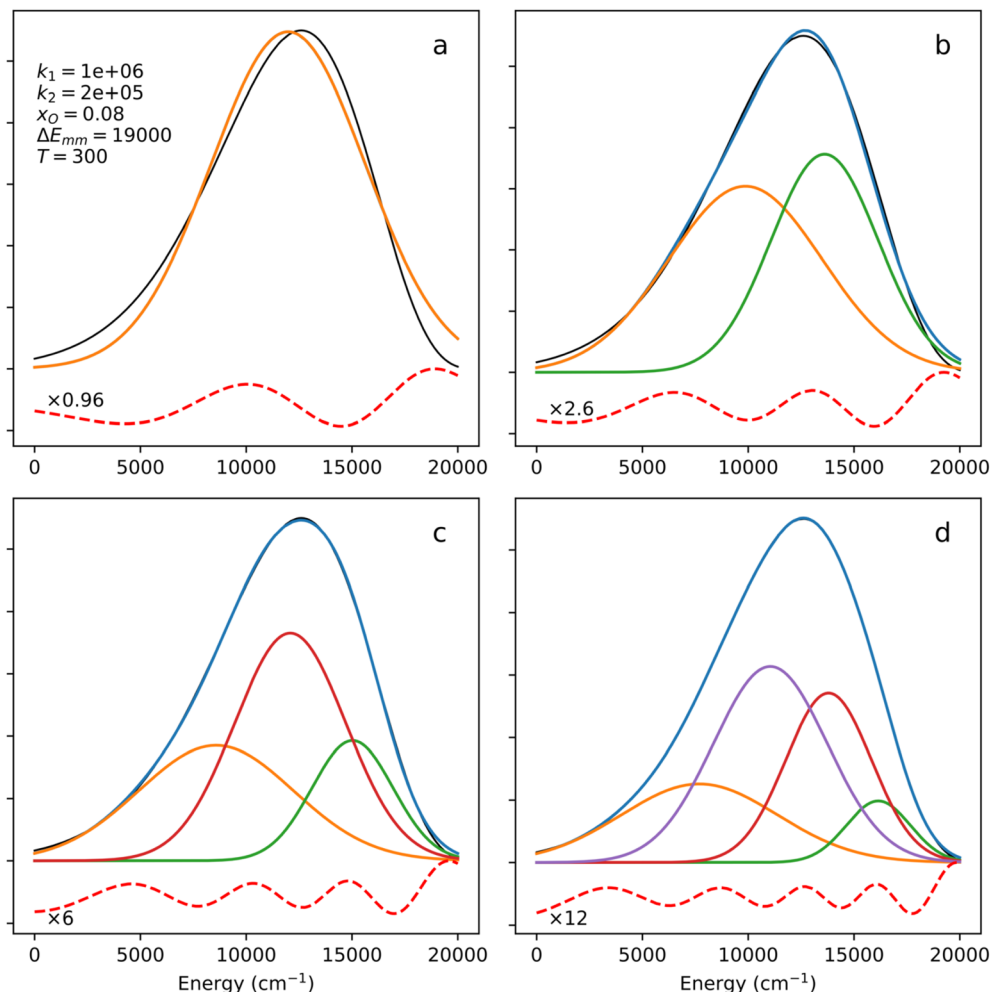 a
k₁ = 1e+06
k₂ = 2e+05
x_O = 0.08
ΔE_mm = 19000
T = 300
×0.96
0 5000 10000 15000 20000
b
×2.6
0 5000 10000 15000 20000
c
×6
0 5000 10000 15000 20000
Energy (cm⁻¹)
d
×12
0 5000 10000 15000 20000
Energy (cm⁻¹)